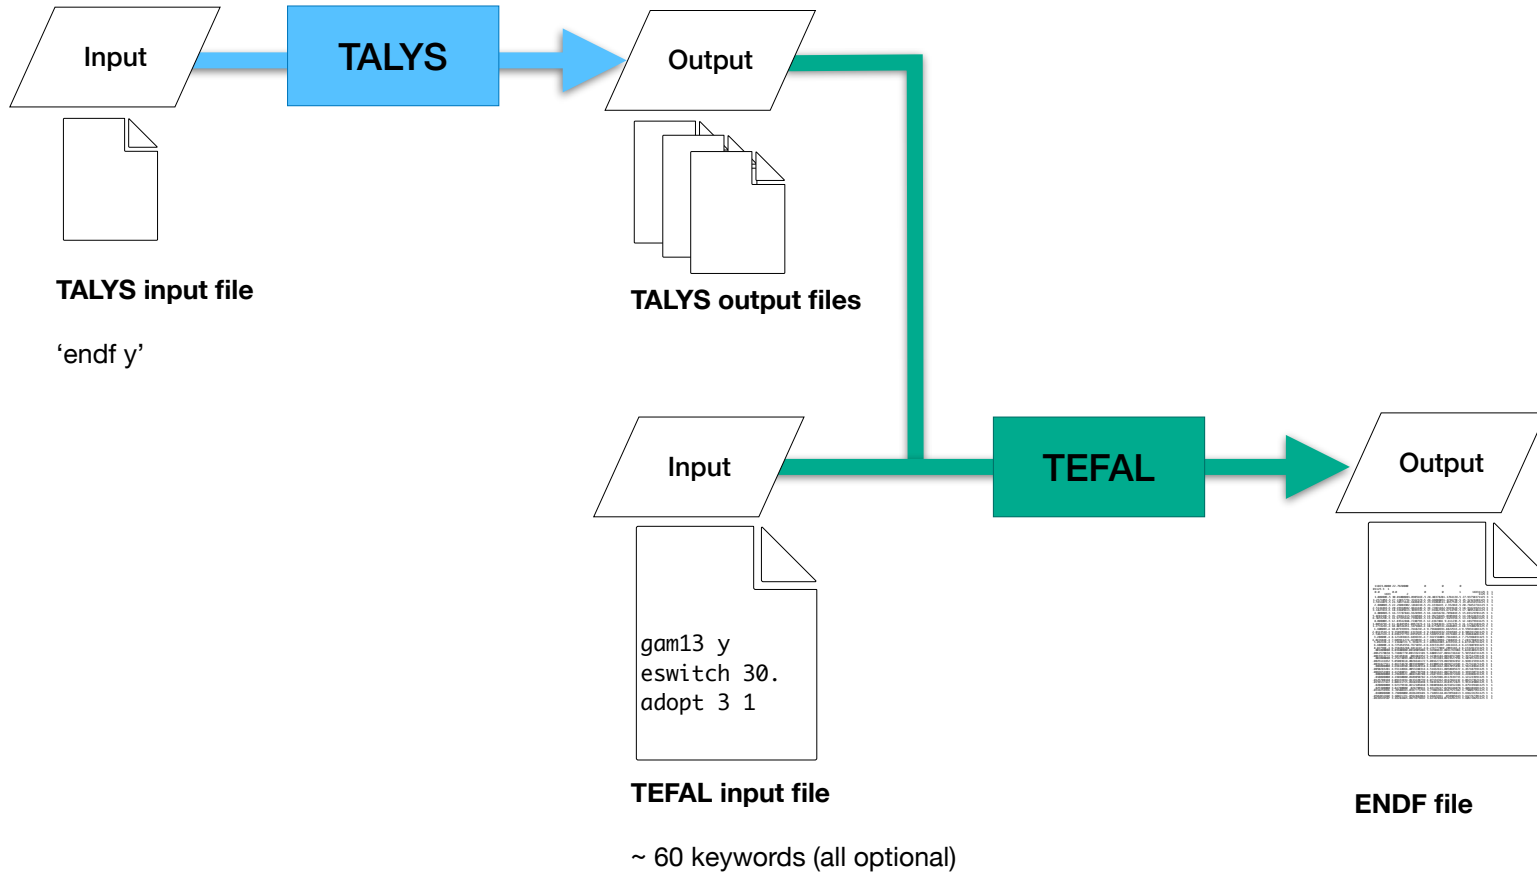 Input
TALYS
Output
TALYS input file
‘endf y’
TALYS output files
Input
TEFAL
Output
gam13 y
eswitch 30.
adopt 3 1
TEFAL input file
~ 60 keywords (all optional)
ENDF file